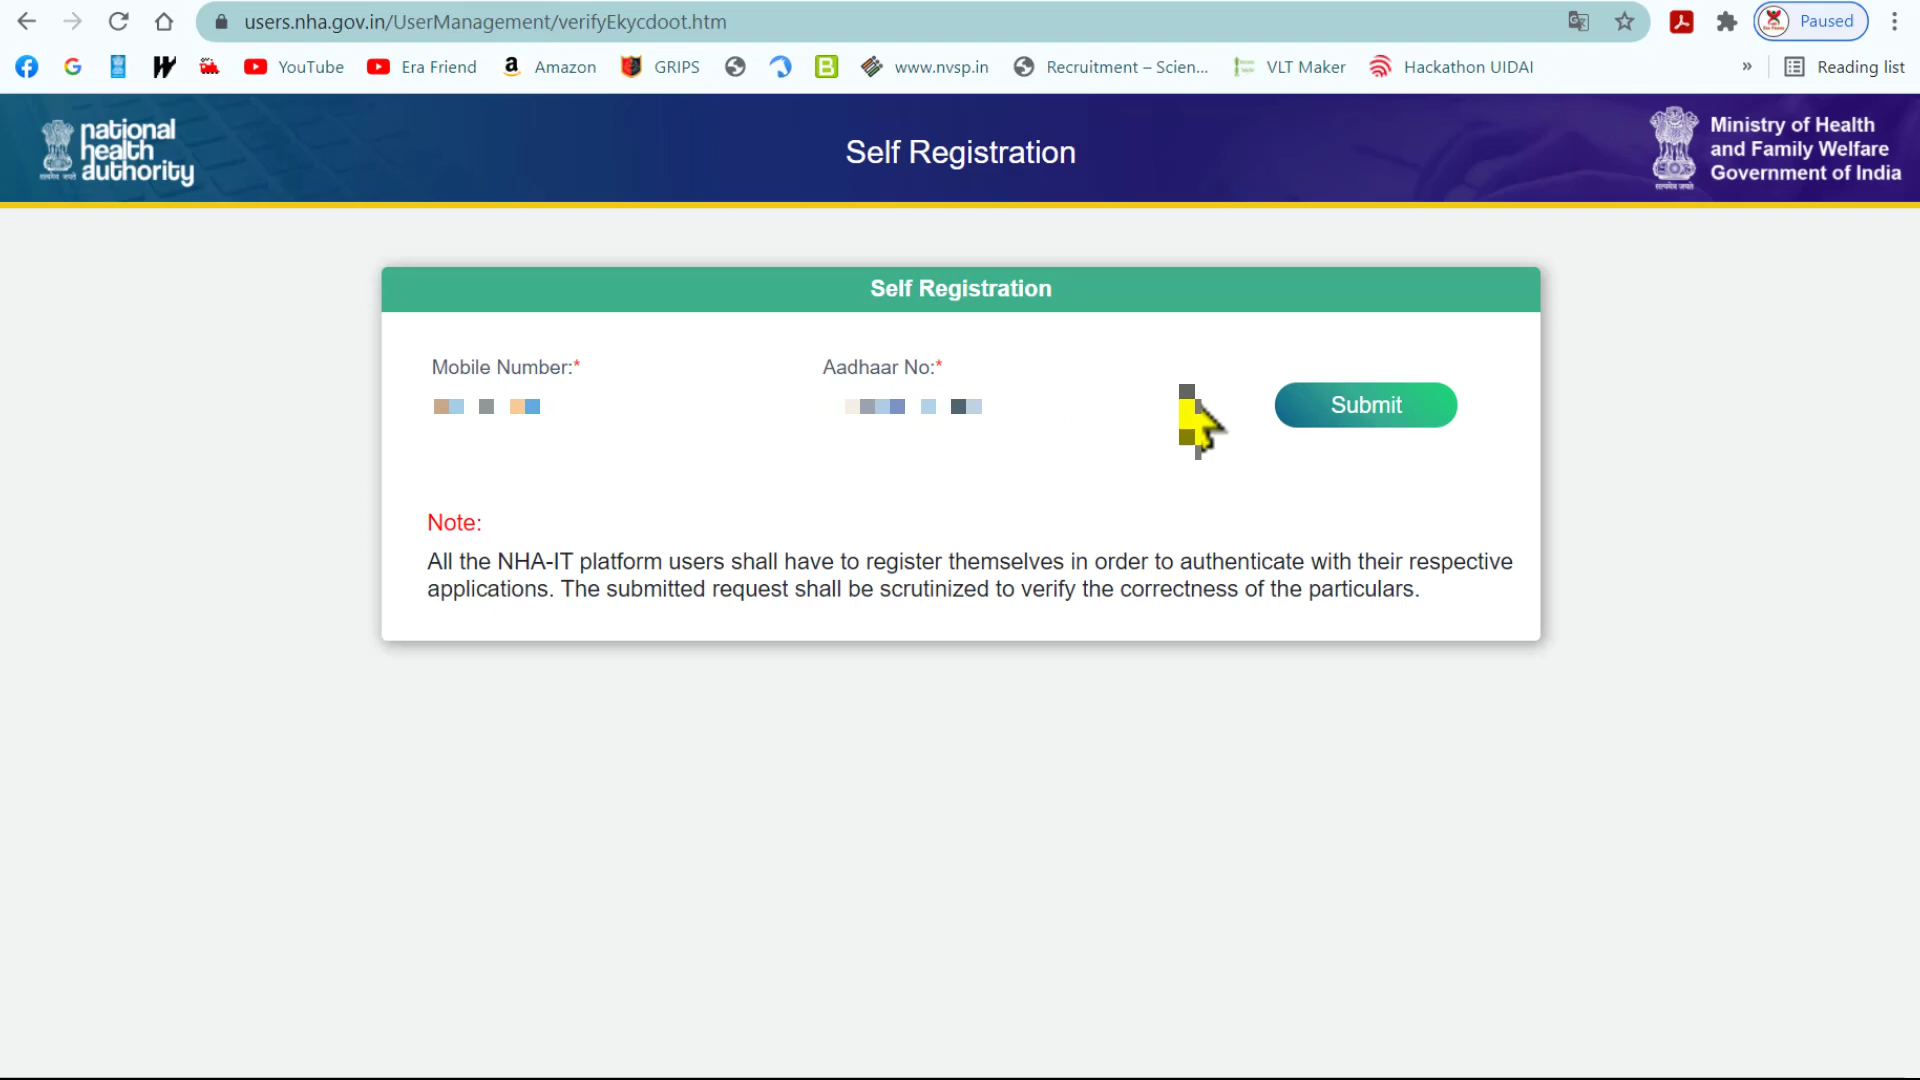 users.nha.gov.in/UserManagement/verifyEkycdoot.htm
Paused
YouTube
Era Friend
Amazon
GRIPS
www.nvsp.in
Recruitment – Scien...
VLT Maker
Hackathon UIDAI
»
Reading list
national
health
authority
Self Registration
Ministry of Health
and Family Welfare
Government of India
Self Registration
Mobile Number:*
Aadhaar No:*
Submit
Note:
All the NHA-IT platform users shall have to register themselves in order to authenticate with their respective
applications. The submitted request shall be scrutinized to verify the correctness of the particulars.